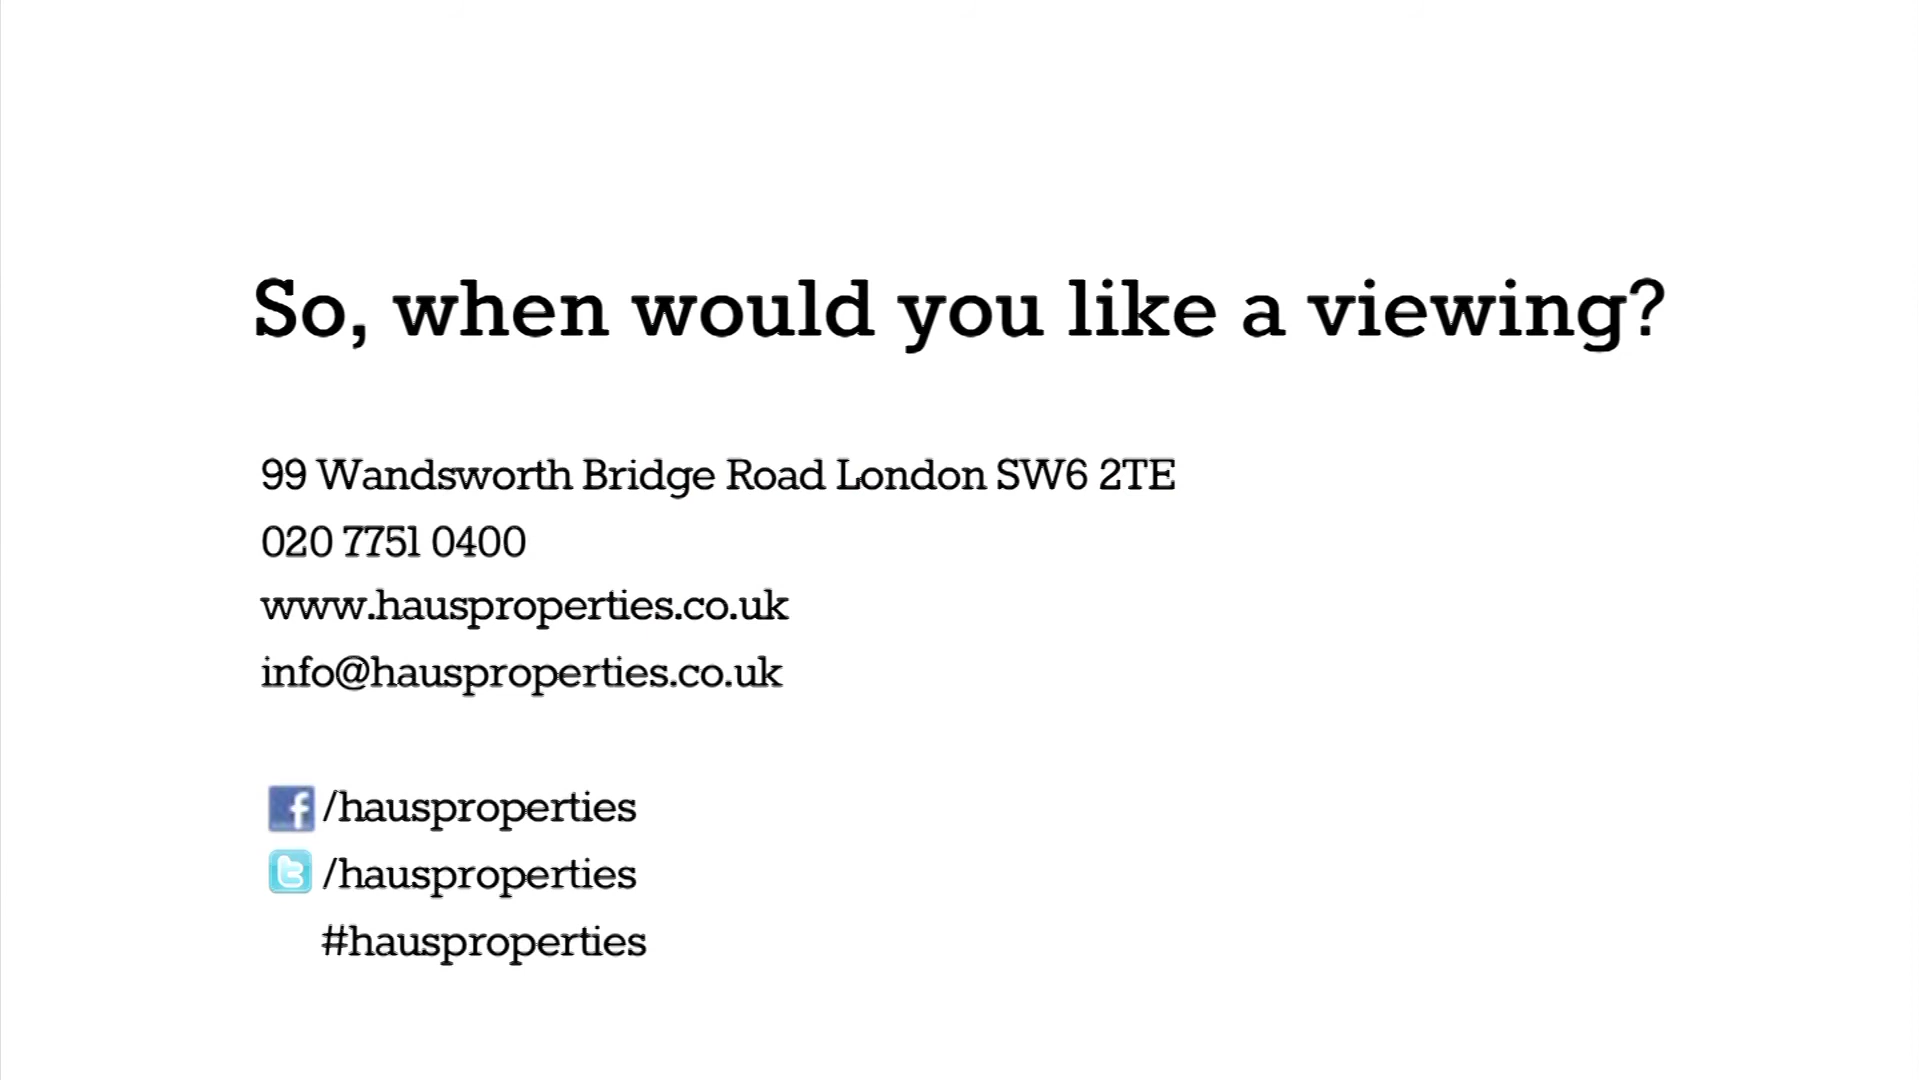 So, when would you like a viewing?
99 Wandsworth Bridge Road London SW6 2TE
020 7751 0400
www.hausproperties.co.uk
info@hausproperties.co.uk
/hausproperties
/hausproperties
#hausproperties